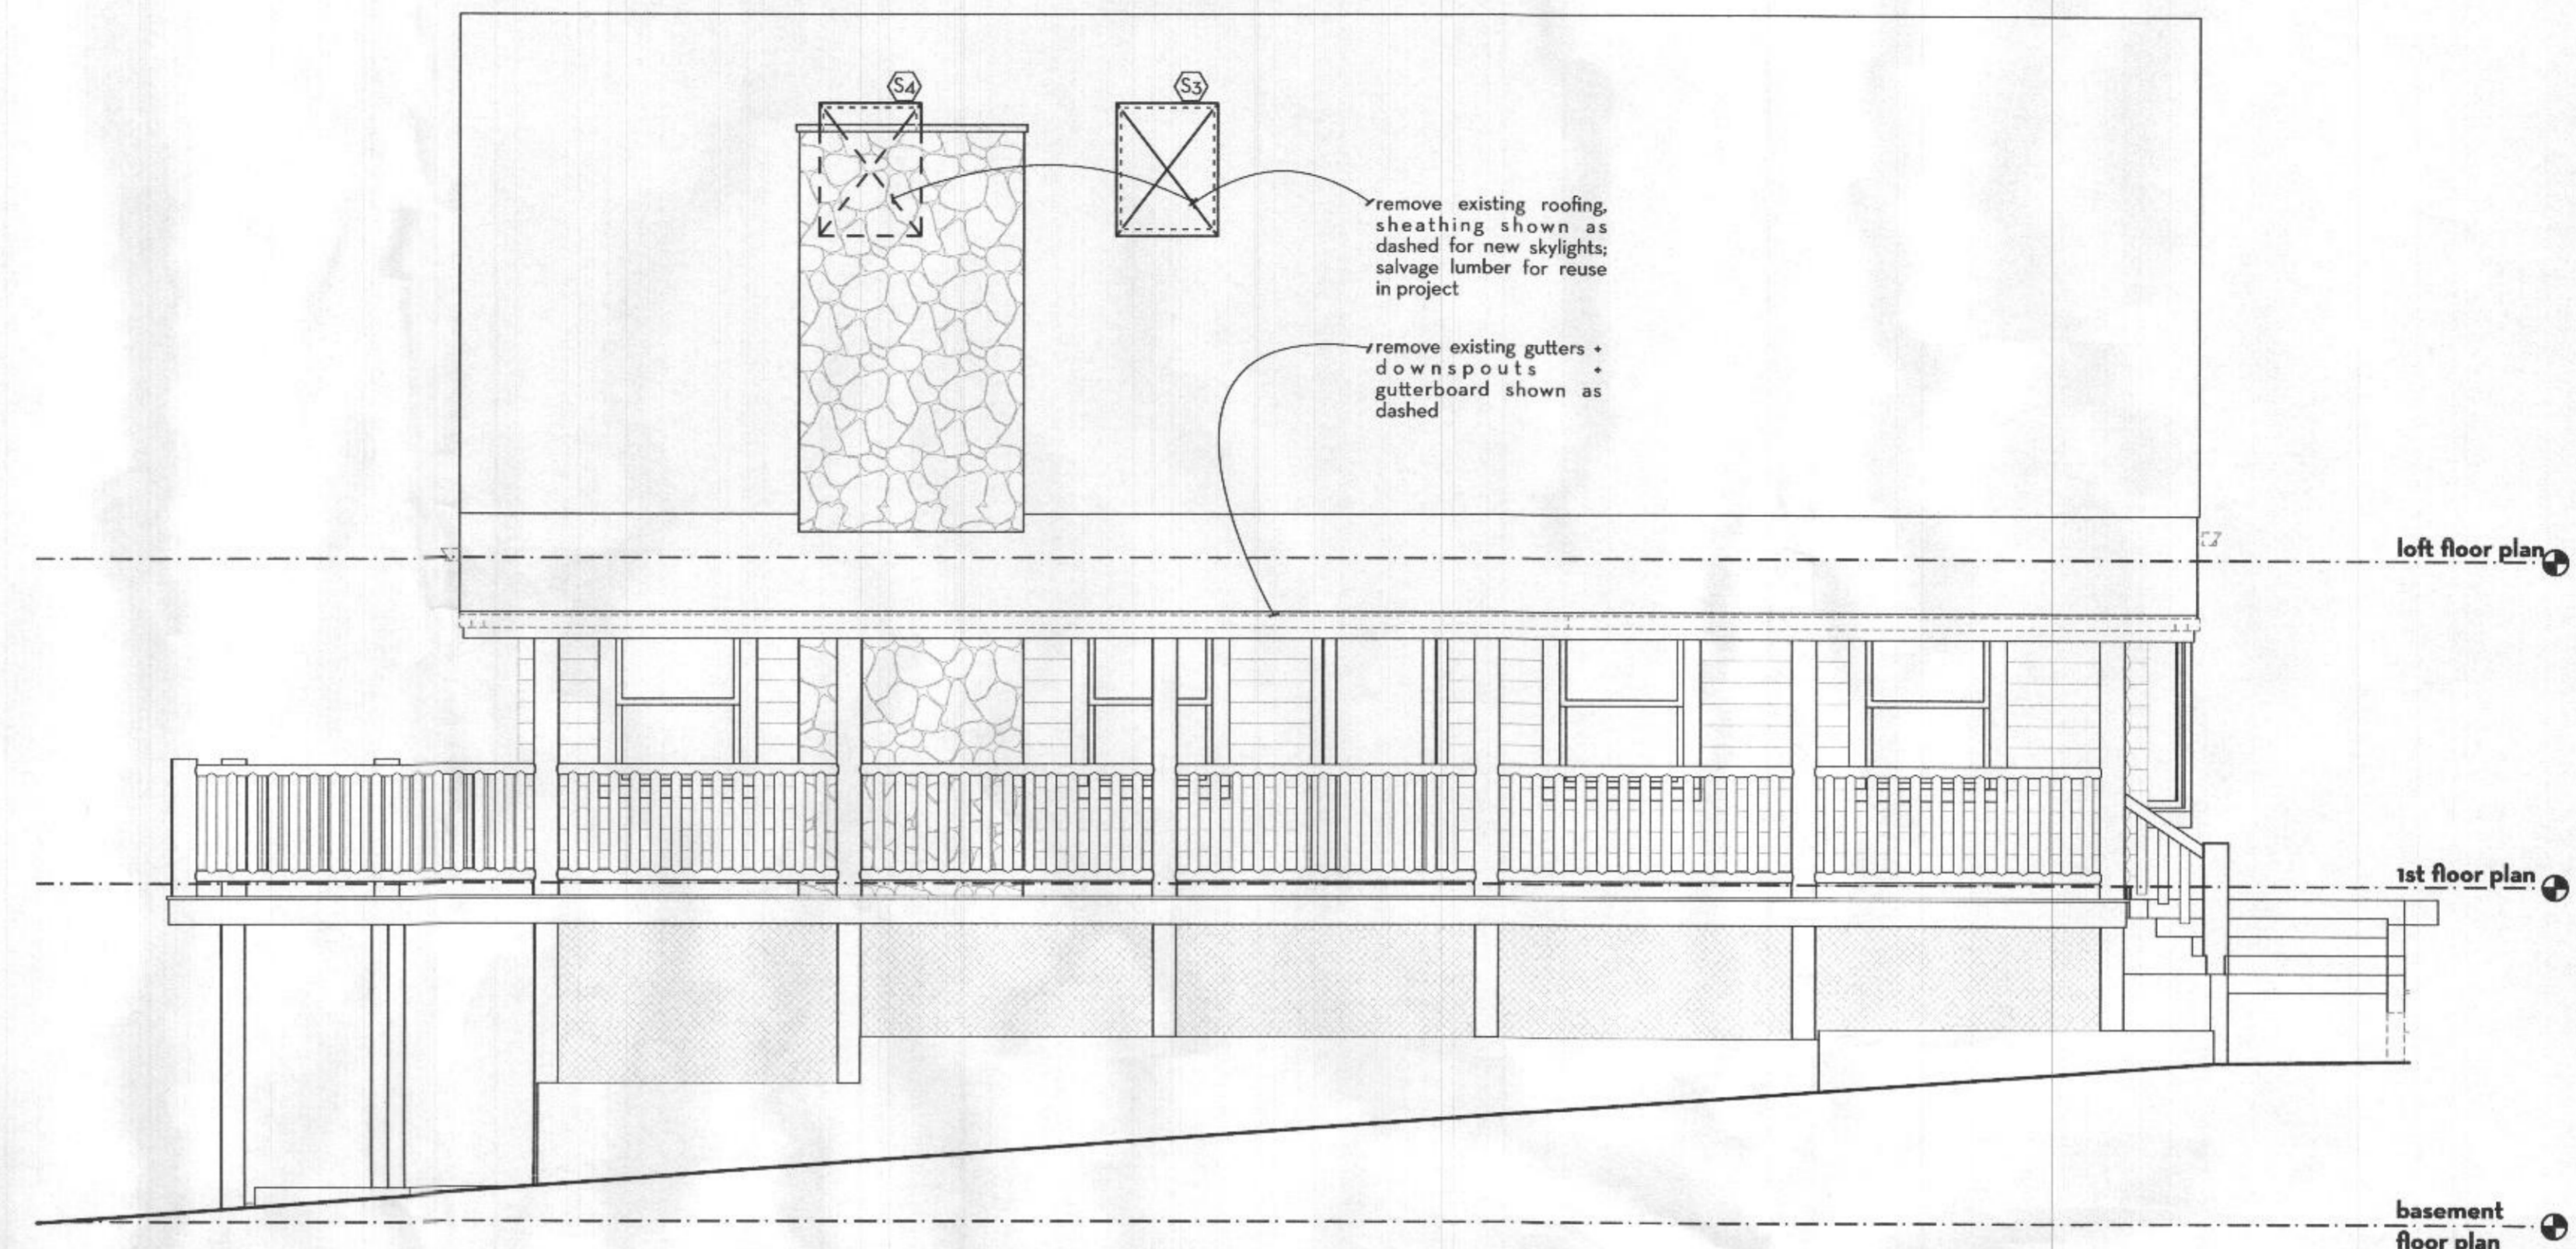 S4
S3
remove existing roofing,
sheathing shown as
dashed for new skylights;
salvage lumber for reuse
in project
remove existing gutters +
downspouts +
gutterboard shown as
dashed
loft floor plan
1st floor plan
basement
floor plan